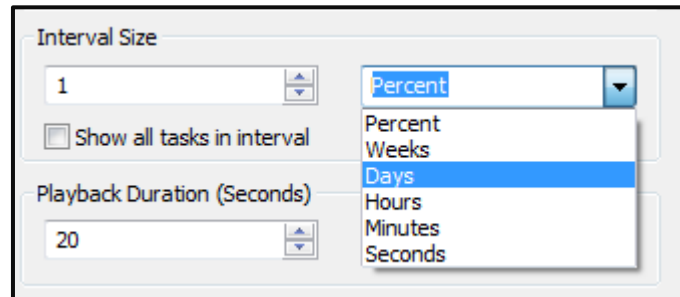 Interval Size
1
Percent
Show all tasks in interval
Percent
Weeks
Days
Hours
Minutes
Seconds
Playback Duration (Seconds)
20